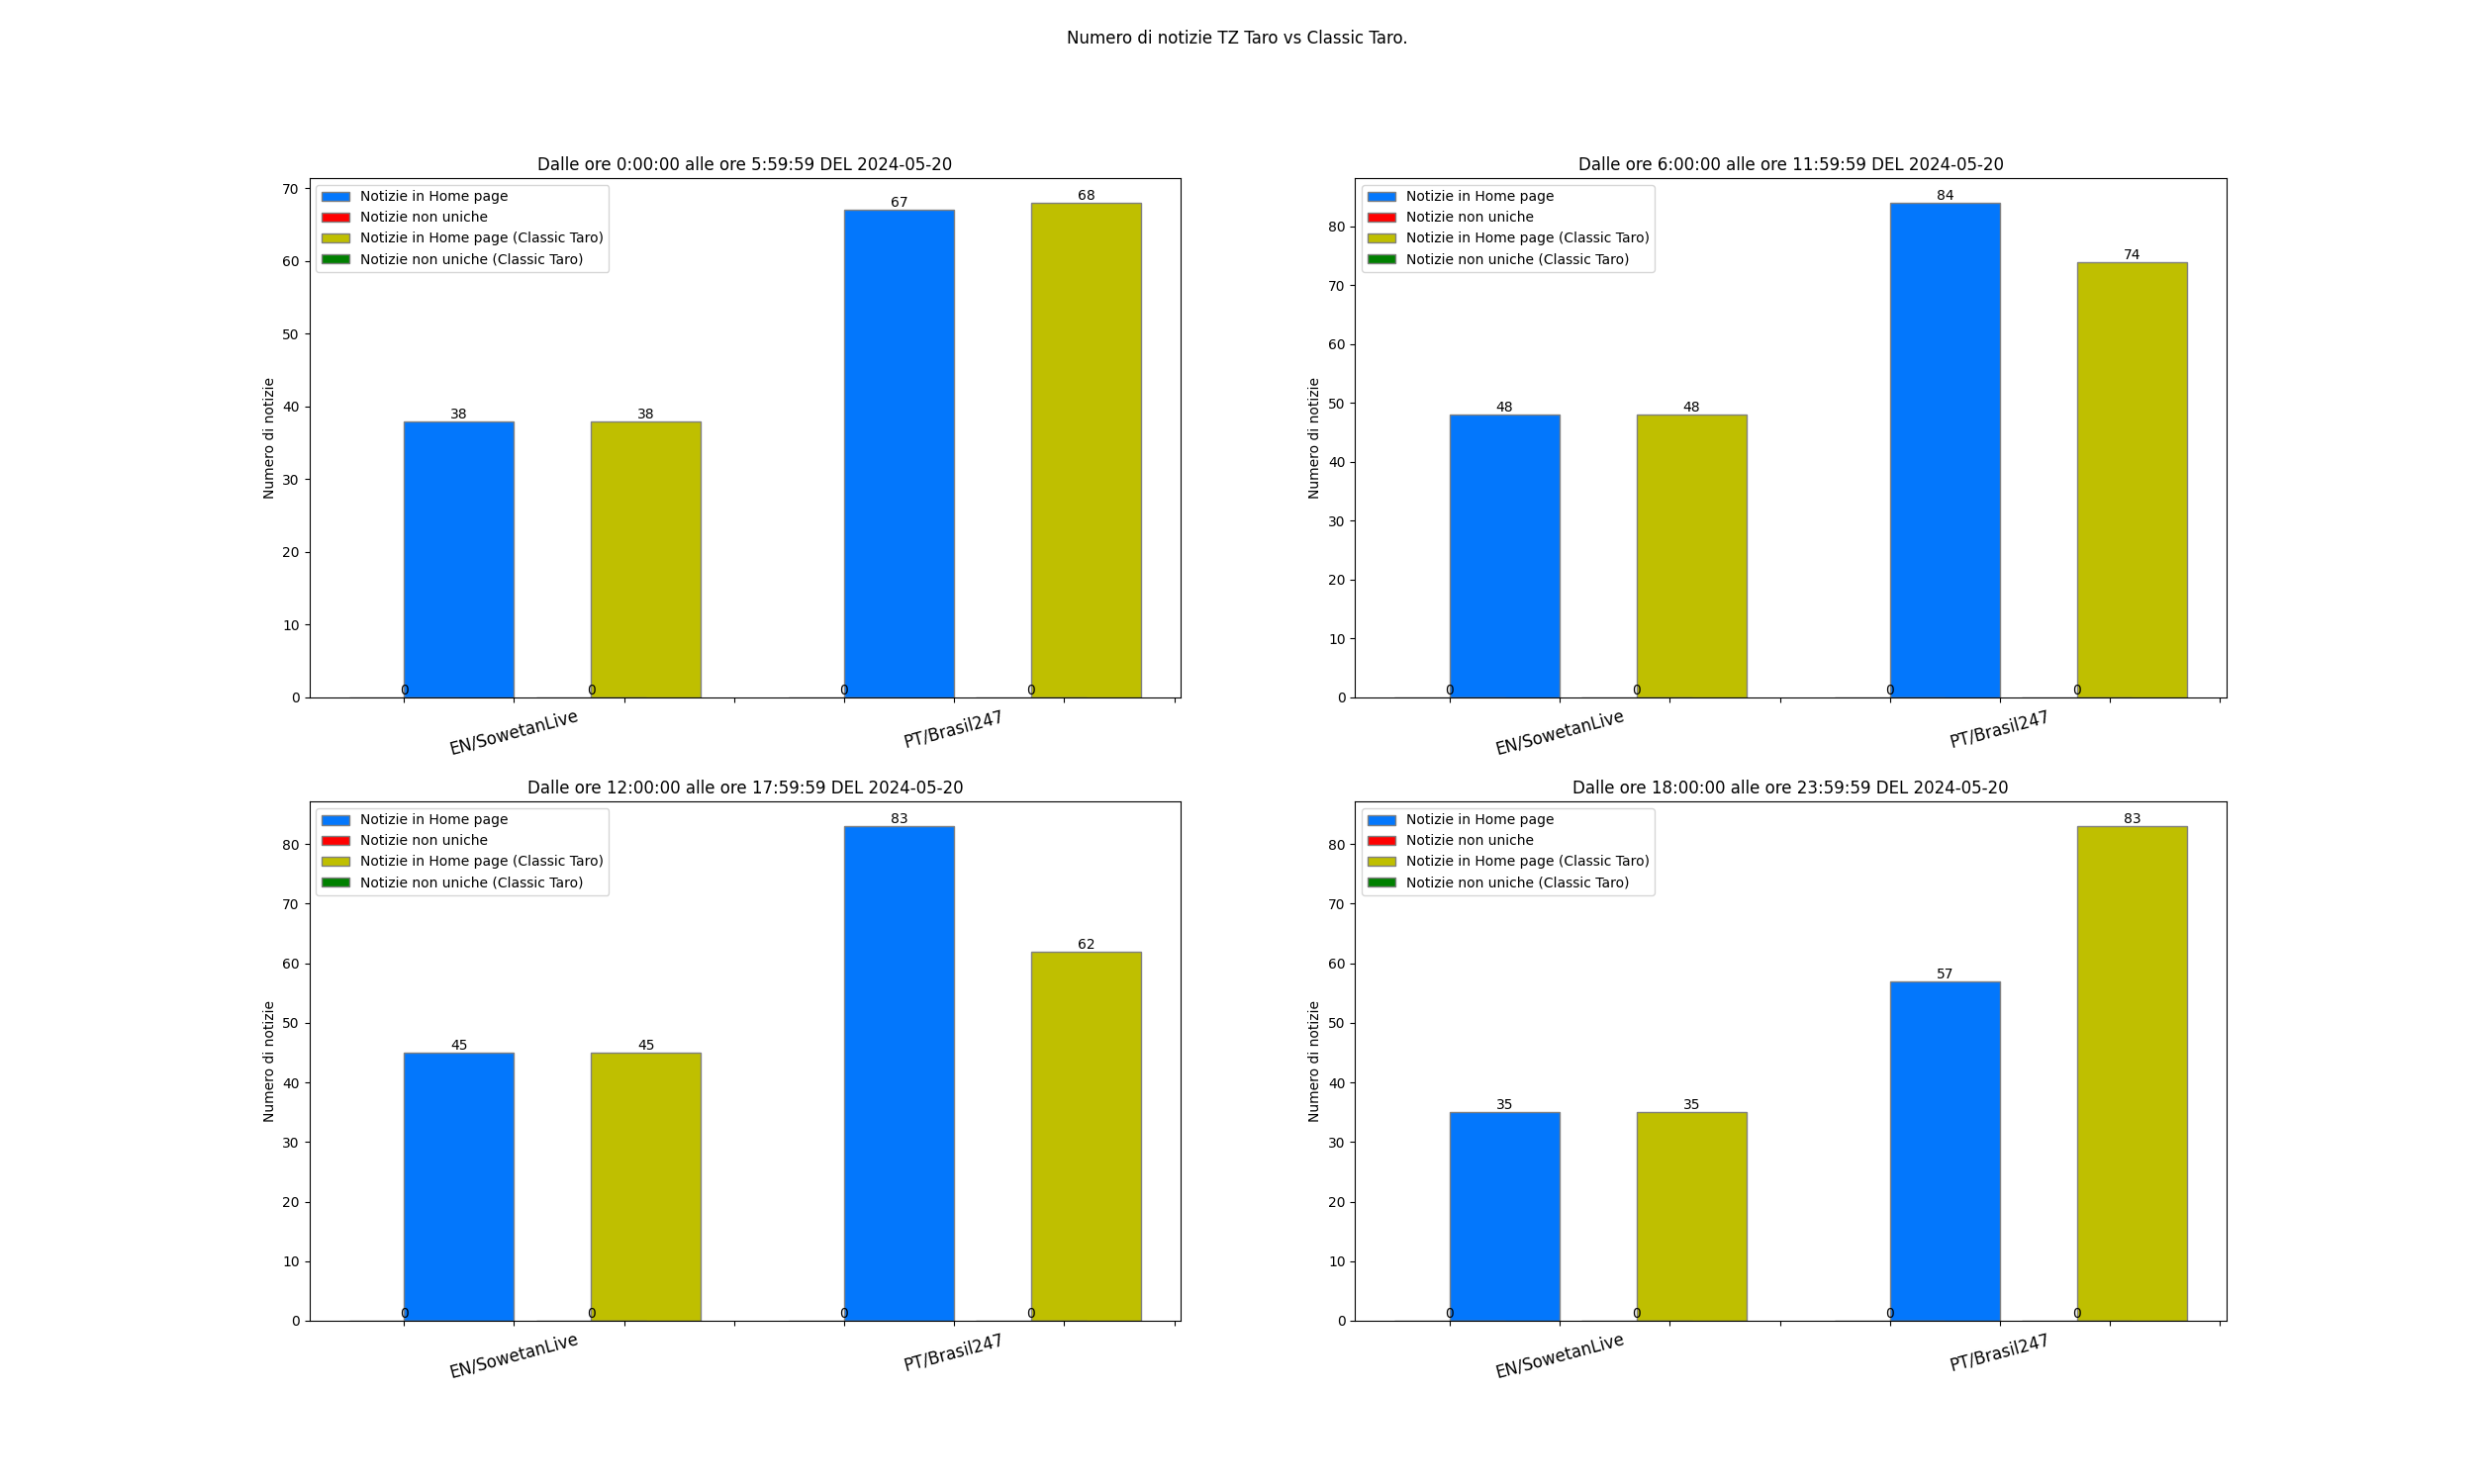 Numero di notizie TZ Taro vs Classic Taro.
Dalle ore 0:00:00 alle ore 5:59:59 DEL 2024-05-20
Notizie in Home page
Notizie non uniche
Notizie in Home page (Classic Taro)
Notizie non uniche (Classic Taro)
Numero di notizie
70
60
50
40
30
20
10
0
38
38
67
68
0
0
0
0
EN/SowetanLive
PT/Brasil247
Dalle ore 6:00:00 alle ore 11:59:59 DEL 2024-05-20
Notizie in Home page
Notizie non uniche
Notizie in Home page (Classic Taro)
Notizie non uniche (Classic Taro)
Numero di notizie
80
70
60
50
40
30
20
10
0
48
48
84
74
0
0
0
0
EN/SowetanLive
PT/Brasil247
Dalle ore 12:00:00 alle ore 17:59:59 DEL 2024-05-20
Notizie in Home page
Notizie non uniche
Notizie in Home page (Classic Taro)
Notizie non uniche (Classic Taro)
Numero di notizie
80
70
60
50
40
30
20
10
0
45
45
83
62
0
0
0
0
EN/SowetanLive
PT/Brasil247
Dalle ore 18:00:00 alle ore 23:59:59 DEL 2024-05-20
Notizie in Home page
Notizie non uniche
Notizie in Home page (Classic Taro)
Notizie non uniche (Classic Taro)
Numero di notizie
80
70
60
50
40
30
20
10
0
35
35
57
83
0
0
0
0
EN/SowetanLive
PT/Brasil247